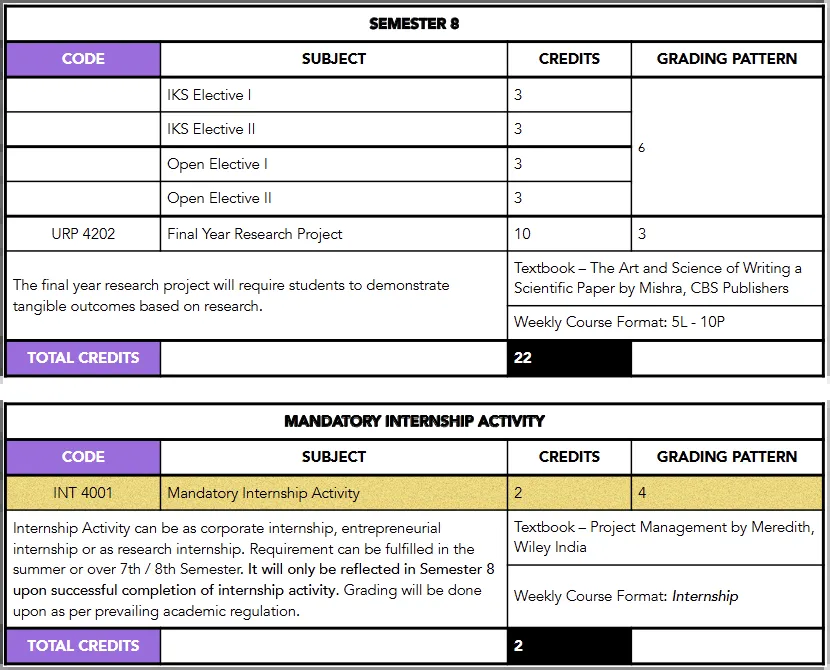 SEMESTER 8
CODE SUBJECT CREDITS GRADING PATTERN
IKS Elective I 3
IKS Elective II 3
6
Open Elective I 3
Open Elective II 3
URP 4202 Final Year Research Project 10 3
The final year research project will require students to demonstrate
tangible outcomes based on research.
Textbook – The Art and Science of Writing a
Scientific Paper by Mishra, CBS Publishers
Weekly Course Format: 5L - 10P
TOTAL CREDITS 22
MANDATORY INTERNSHIP ACTIVITY
CODE SUBJECT CREDITS GRADING PATTERN
INT 4001 Mandatory Internship Activity 2 4
Internship Activity can be as corporate internship, entrepreneurial
internship or as research internship. Requirement can be fulfilled in the
summer or over 7th / 8th Semester. It will only be reflected in Semester 8
upon successful completion of internship activity. Grading will be done
upon as per prevailing academic regulation.
Textbook – Project Management by Meredith,
Wiley India
Weekly Course Format: Internship
TOTAL CREDITS 2